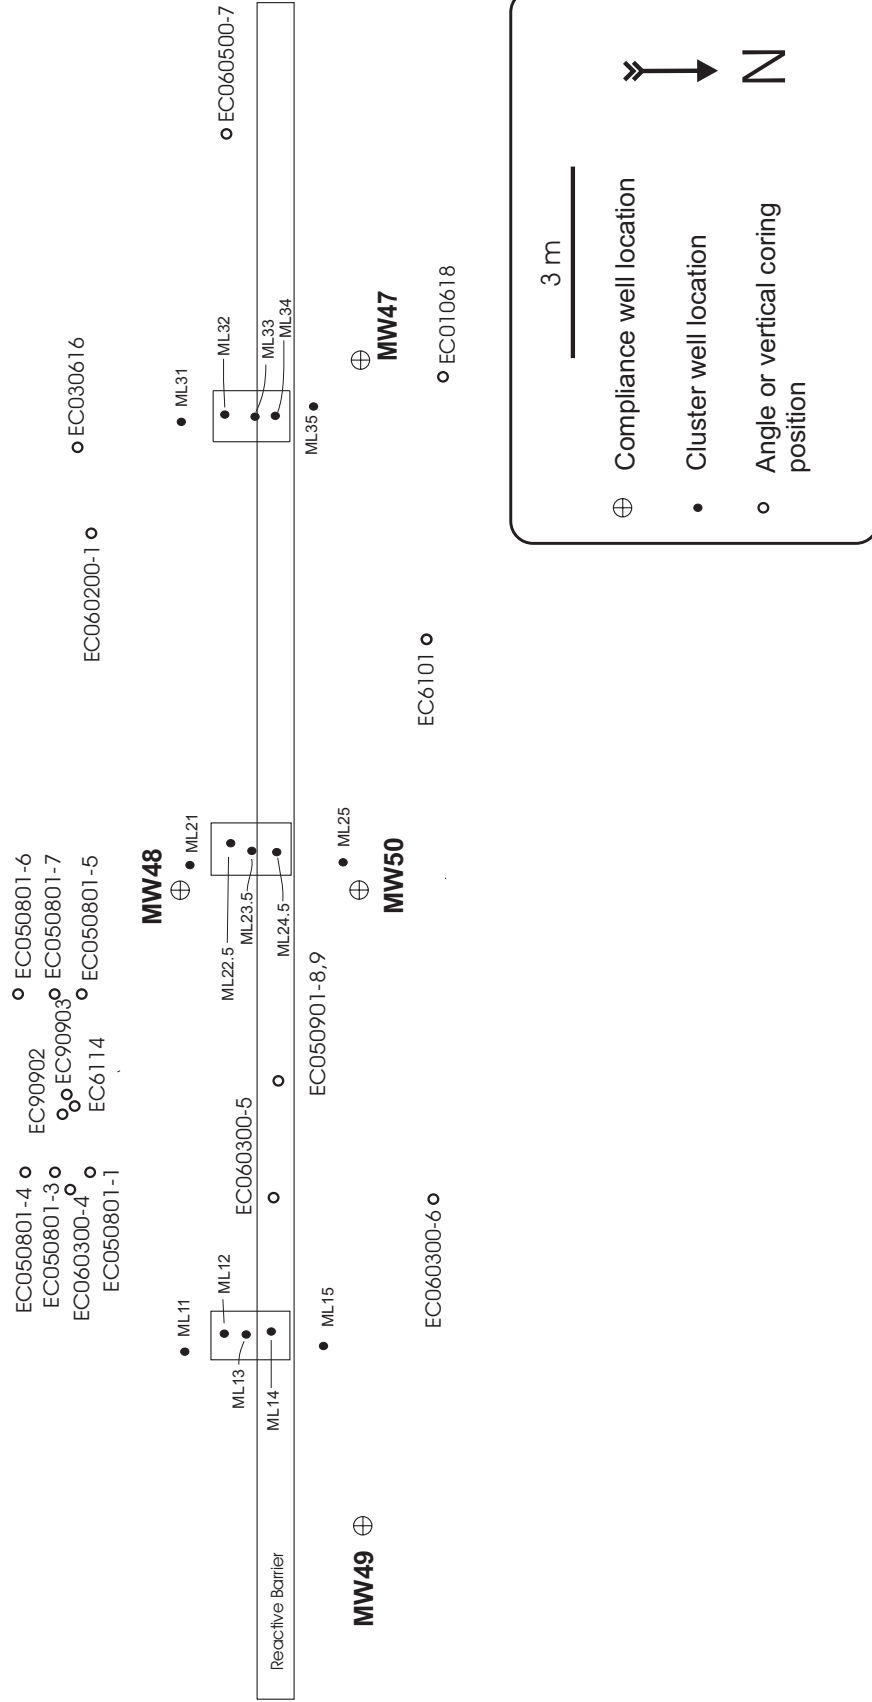 EC050801-4
EC050801-3
EC060300-4
EC050801-1
EC90902
EC90903
EC6114
EC050801-6
EC050801-7
EC050801-5
EC060200-1
EC030616
EC060500-7
MW48
ML11
ML12
ML13
ML14
ML15
ML21
ML22.5
ML23.5
ML24.5
ML25
ML31
ML32
ML33
ML34
ML35
Reactive Barrier
EC060300-5
EC050901-8,9
MW49
MW50
MW47
EC060300-6
EC6101
EC010618
3 m
Compliance well location
Cluster well location
Angle or vertical coring
position
N